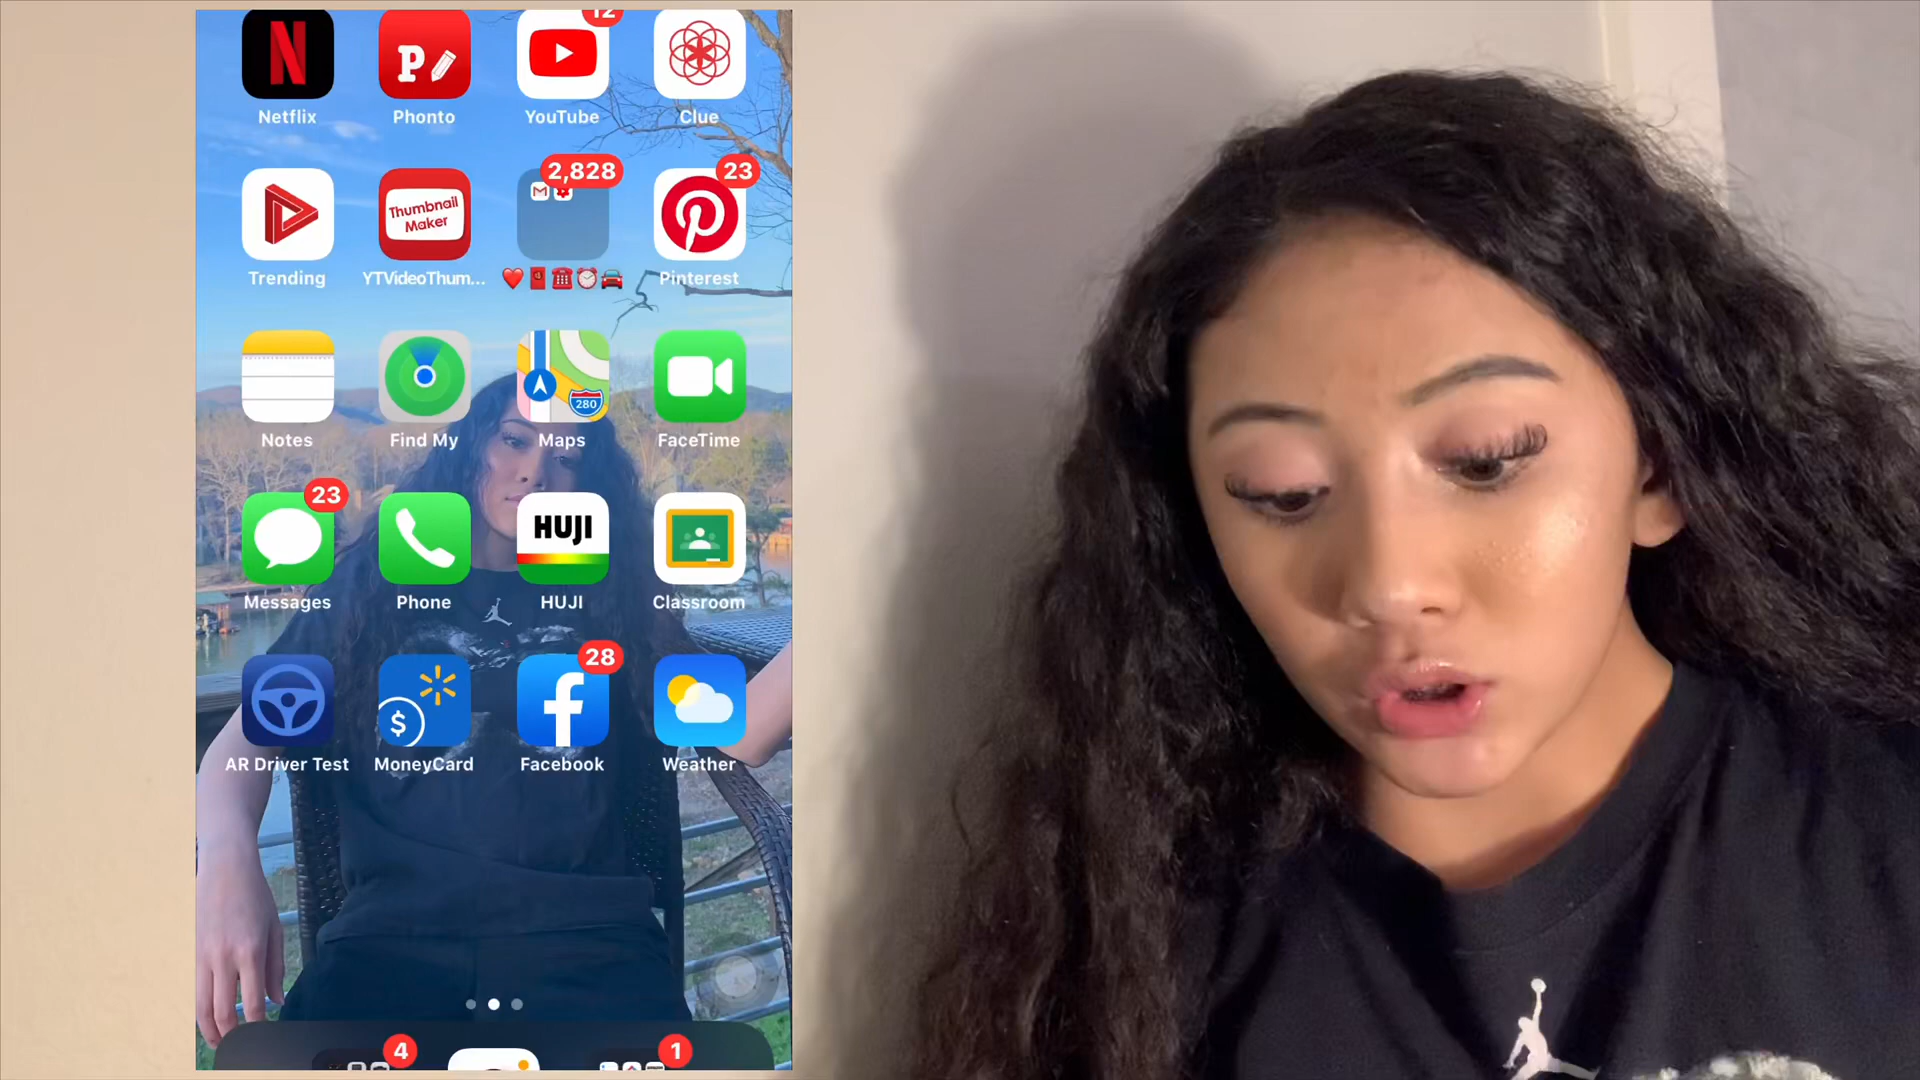 12
Netflix
Phonto
YouTube
Clue
2,828
23
Thumbnail
Maker
Trending
YTVideoThum...
Pinterest
280
Notes
Find My
Maps
FaceTime
23
HUJI
Messages
Phone
HUJI
Classroom
28
$
AR Driver Test
MoneyCard
Facebook
Weather
4
1